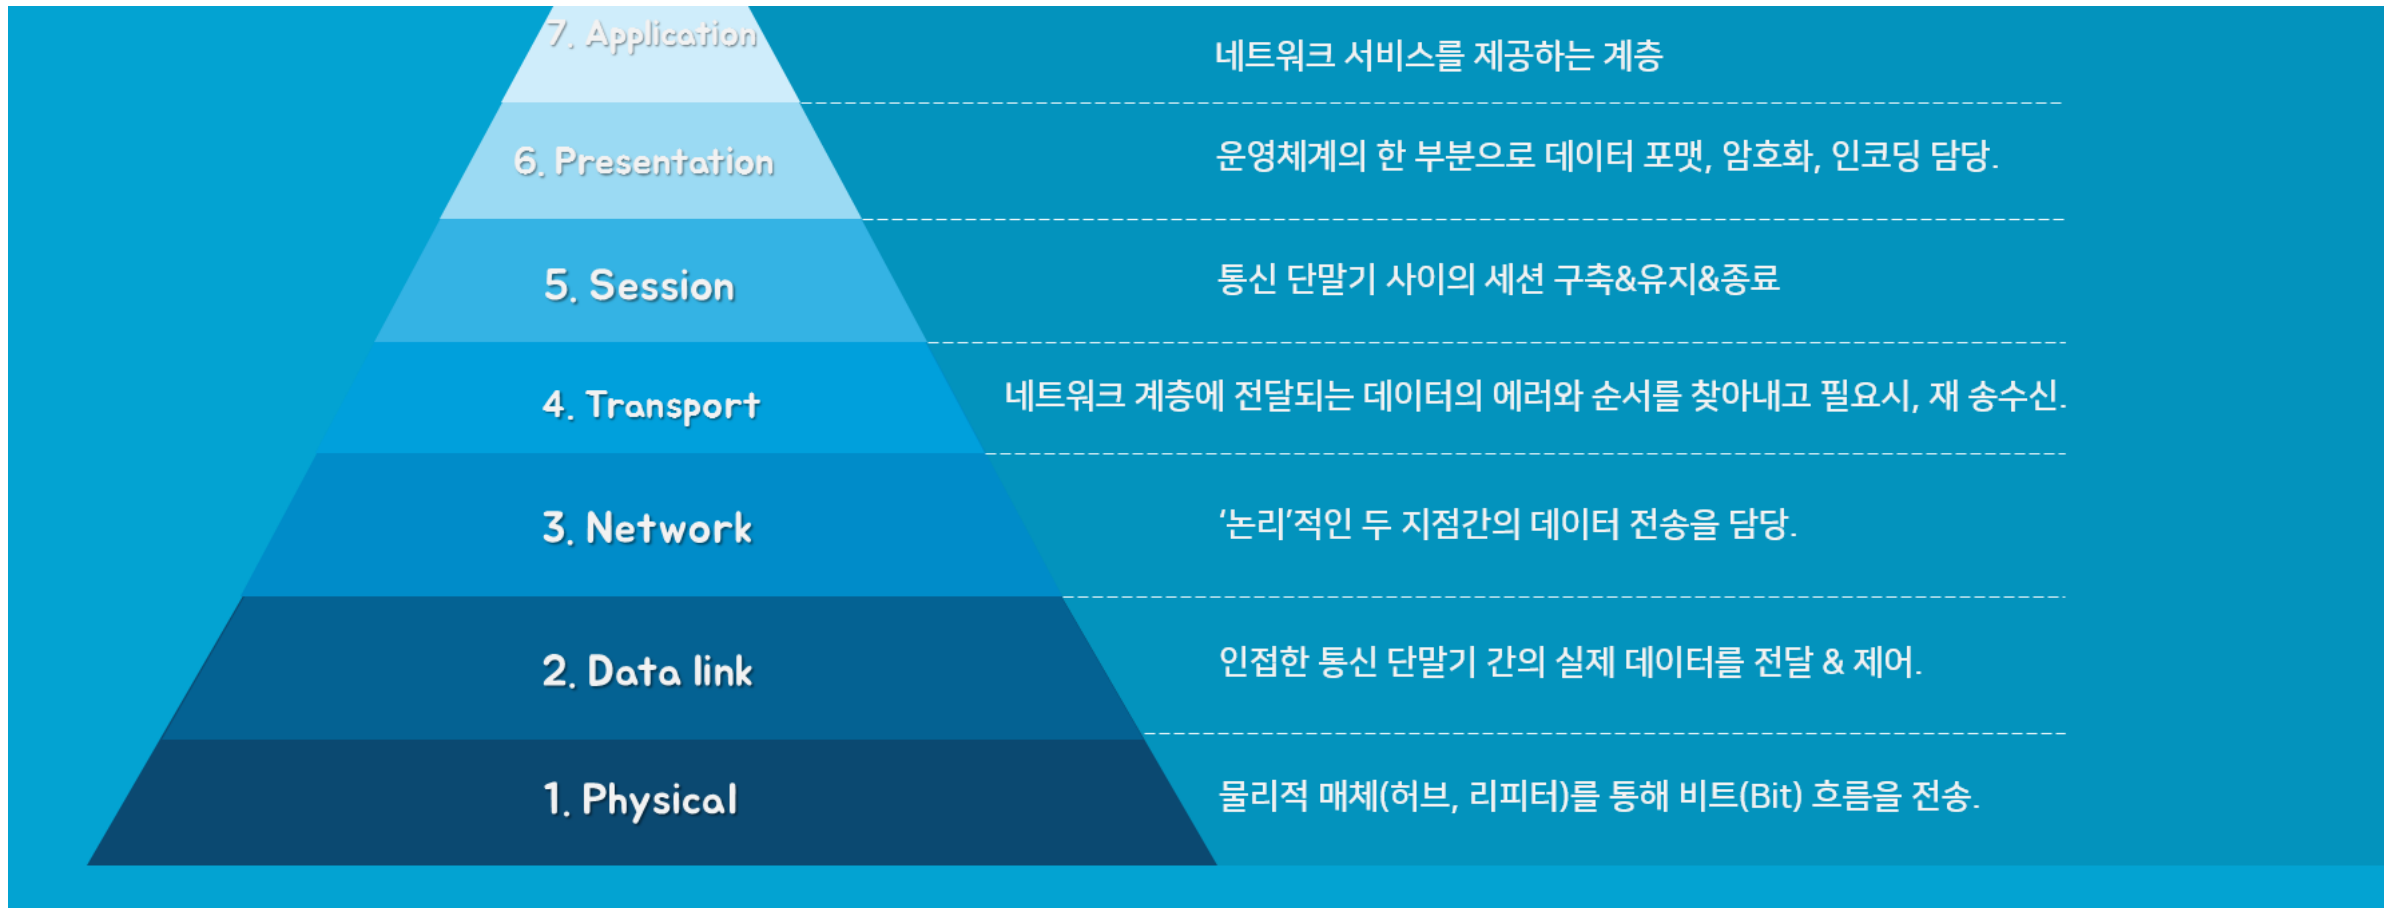 7. Application
네트워크 서비스를 제공하는 계층
6. Presentation
운영체계의 한 부분으로 데이터 포맷, 암호화, 인코딩 담당.
5. Session
통신 단말기 사이의 세션 구축&유지&종료
4. Transport
네트워크 계층에 전달되는 데이터의 에러와 순서를 찾아내고 필요시, 재 송수신.
3. Network
‘논리’적인 두 지점간의 데이터 전송을 담당.
2. Data link
인접한 통신 단말기 간의 실제 데이터를 전달 & 제어.
1. Physical
물리적 매체(허브, 리피터)를 통해 비트(Bit) 흐름을 전송.